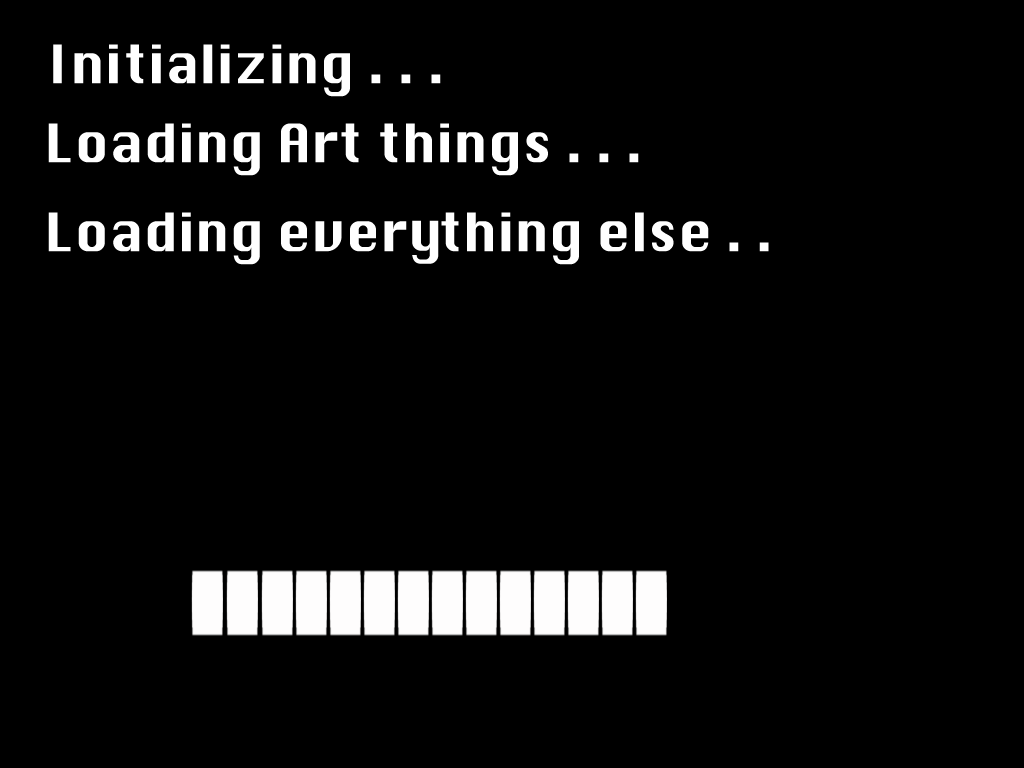 Initializing . . .
Loading Art things . . .
Loading everything else . .